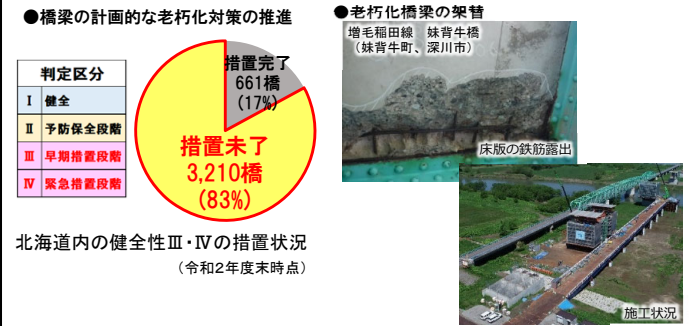 ●橋梁の計画的な老朽化対策の推進
判定区分
Ⅰ 健全
Ⅱ 予防保全段階
Ⅲ 早期措置段階
Ⅳ 緊急措置段階
措置完了
661橋
(17%)
措置未了
3,210橋
(83%)
北海道内の健全性Ⅲ・Ⅳの措置状況
(令和2年度末時点)
●老朽化橋梁の架替
増毛稲田線 妹背牛橋
(妹背牛町、深川市)
床版の鉄筋露出
施工状況